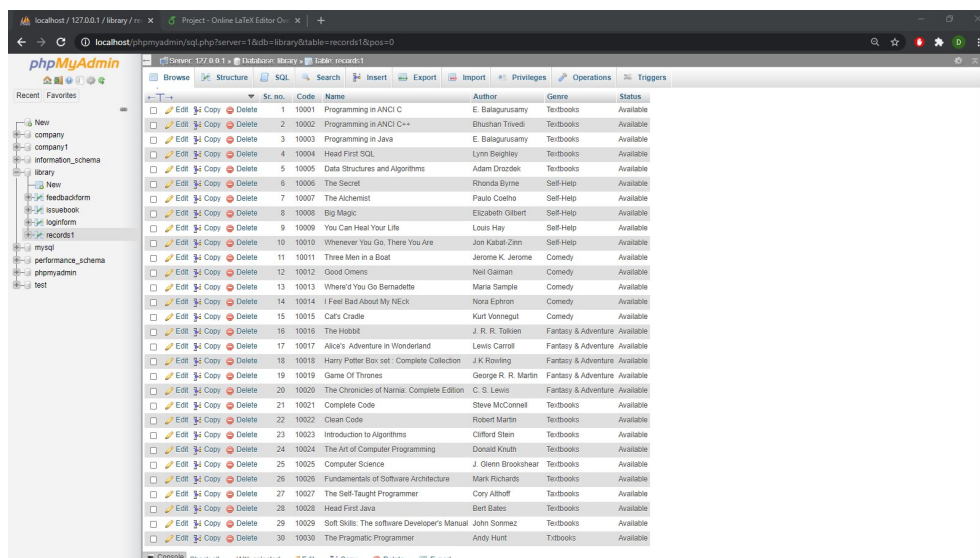 localhost / 127.0.0.1 / library / re
Project - Online LaTeX Editor Ove
localhost/phpmyadmin/sql.php?server=1&db=library&table=records1&pos=0
D
phpMyAdmin
Recent Favorites
New
company
company1
information_schema
library
New
feedbackform
issuebook
loginform
records1
mysql
performance_schema
phpmyadmin
test
Server: 127.0.0.1 » Database: library » Table: records1
Browse Structure SQL Search Insert Export Import Privileges Operations Triggers
Sr. no. Code Name Author Genre Status
Edit Copy Delete 1 10001 Programming in ANCI C E. Balagurusamy Textbooks Available
Edit Copy Delete 2 10002 Programming in ANCI C++ Bhushan Trivedi Textbooks Available
Edit Copy Delete 3 10003 Programming in Java E. Balagurusamy Textbooks Available
Edit Copy Delete 4 10004 Head First SQL Lynn Beighley Textbooks Available
Edit Copy Delete 5 10005 Data Structures and Algorithms Adam Drozdek Textbooks Available
Edit Copy Delete 6 10006 The Secret Rhonda Byrne Self-Help Available
Edit Copy Delete 7 10007 The Alchemist Paulo Coelho Self-Help Available
Edit Copy Delete 8 10008 Big Magic Elizabeth Gilbert Self-Help Available
Edit Copy Delete 9 10009 You Can Heal Your Life Louis Hay Self-Help Available
Edit Copy Delete 10 10010 Whenever You Go, There You Are Jon Kabat-Zinn Self-Help Available
Edit Copy Delete 11 10011 Three Men in a Boat Jerome K. Jerome Comedy Available
Edit Copy Delete 12 10012 Good Omens Neil Gaiman Comedy Available
Edit Copy Delete 13 10013 Where'd You Go Bernadette Maria Sample Comedy Available
Edit Copy Delete 14 10014 I Feel Bad About My NEck Nora Ephron Comedy Available
Edit Copy Delete 15 10015 Cat's Cradle Kurt Vonnegut Comedy Available
Edit Copy Delete 16 10016 The Hobbit J. R. R. Tolkien Fantasy & Adventure Available
Edit Copy Delete 17 10017 Alice's Adventure in Wonderland Lewis Carroll Fantasy & Adventure Available
Edit Copy Delete 18 10018 Harry Potter Box set : Complete Collection J.K Rowling Fantasy & Adventure Available
Edit Copy Delete 19 10019 Game Of Thrones George R. R. Martin Fantasy & Adventure Available
Edit Copy Delete 20 10020 The Chronicles of Narnia: Complete Edition C. S. Lewis Fantasy & Adventure Available
Edit Copy Delete 21 10021 Complete Code Steve McConnell Textbooks Available
Edit Copy Delete 22 10022 Clean Code Robert Martin Textbooks Available
Edit Copy Delete 23 10023 Introduction to Algorithms Clifford Stein Textbooks Available
Edit Copy Delete 24 10024 The Art of Computer Programming Donald Knuth Textbooks Available
Edit Copy Delete 25 10025 Computer Science J. Glenn Brookshear Textbooks Available
Edit Copy Delete 26 10026 Fundamentals of Software Architecture Mark Richards Textbooks Available
Edit Copy Delete 27 10027 The Self-Taught Programmer Cory Althoff Textbooks Available
Edit Copy Delete 28 10028 Head First Java Bert Bates Textbooks Available
Edit Copy Delete 29 10029 Soft Skills: The software Developer's Manual John Sonmez Textbooks Available
Edit Copy Delete 30 10030 The Pragmatic Programmer Andy Hunt Txtbooks Available
Console